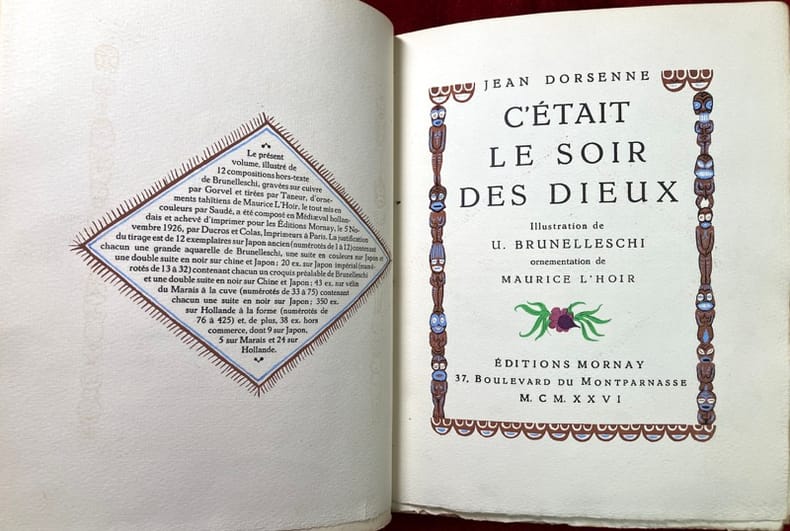 Le présent
volume, illustré de
12 compositions hors-texte
de Brunelleschi, gravées sur cuivre
par Gorvel et tirées par Taneur, d'orne-
ments tahïtiens de Maurice L'Hoir, le tout mis en
couleurs par Saudé, a été composé en Médiæval hollan-
dais et achevé d'imprimer pour les Éditions Mornay, le 5 No-
vembre 1926, par Ducros et Colas, Imprimeurs à Paris. La justification
du tirage est de 12 exemplaires sur Japon ancien (numérotés de 1 à 12) contenant
chacun une grande aquarelle de Brunelleschi, une suite en couleurs sur Japon et
une double suite en noir sur chine et Japon; 20 ex. sur Japon impérial (numé-
rotés de 13 à 32) contenant chacun un croquis préalable de Brunelleschi
et une double suite en noir sur Chine et Japon; 43 ex. sur vélin
du Marais à la cuve (numérotés de 33 à 75) contenant
chacun une suite en noir sur Japon; 350 ex.
sur Hollande à la forme (numérotés de
76 à 425) et, de plus, 38 ex. hors
commerce, dont 9 sur Japon,
5 sur Marais et 24 sur
Hollande.
JEAN DORSENNE
C'ÉTAIT
LE SOIR
DES DIEUX
Illustration de
U. BRUNELLESCHI
ornementation de
MAURICE L'HOIR
ÉDITIONS MORNAY
37, BOULEVARD DU MONTPARNASSE
M. CM. XXVI